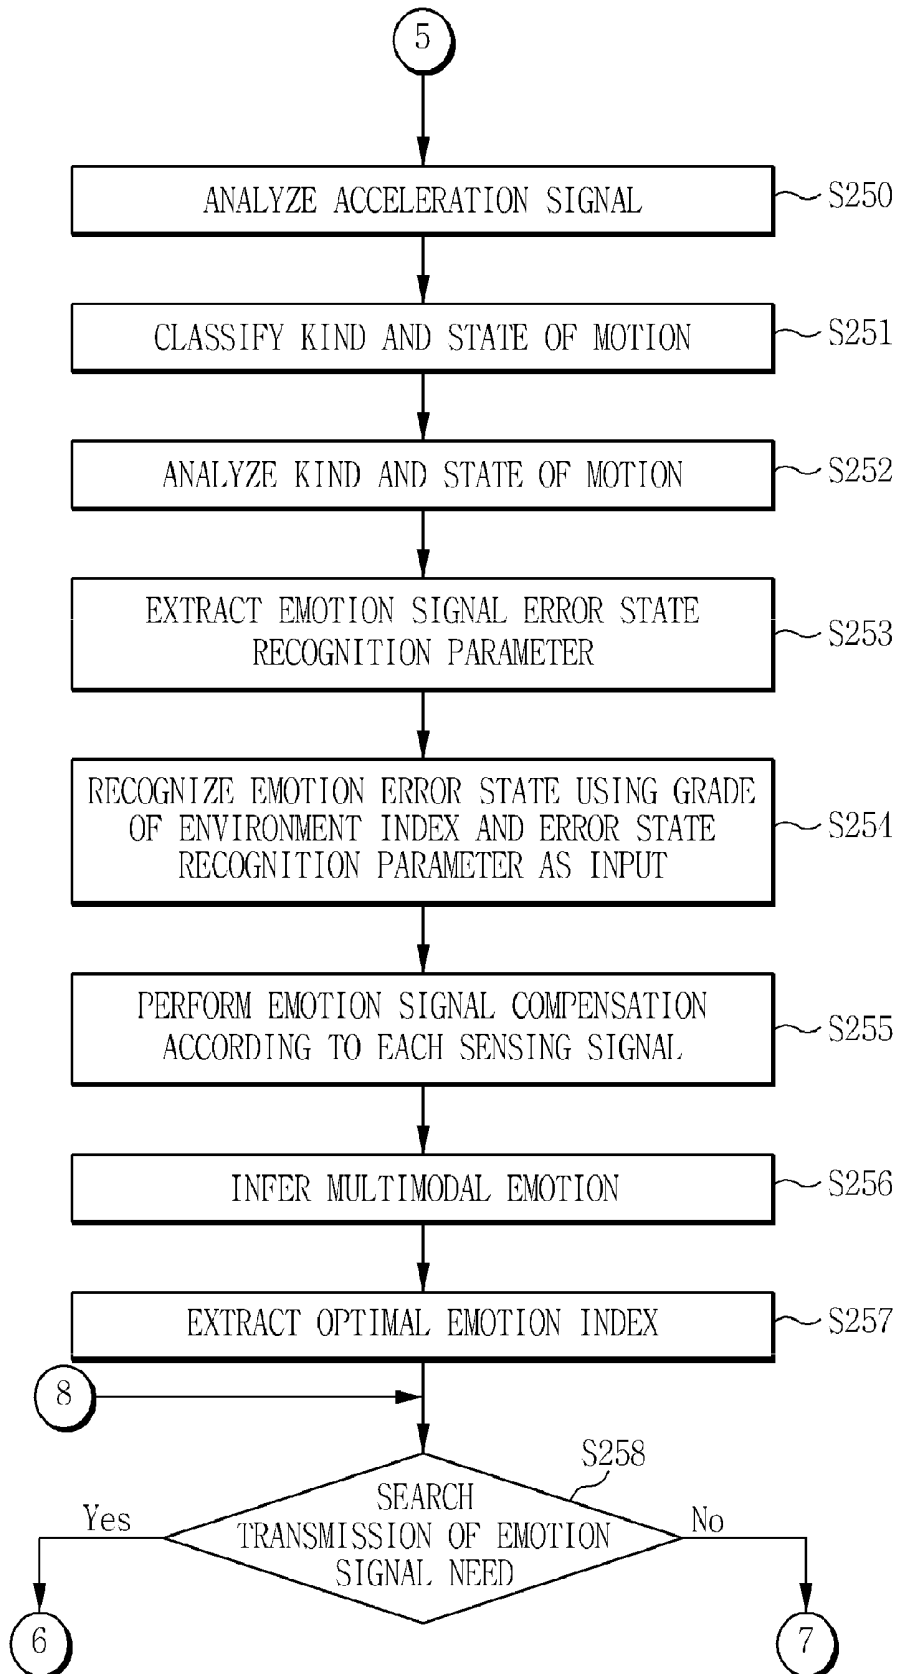 5
ANALYZE ACCELERATION SIGNAL
S250
CLASSIFY KIND AND STATE OF MOTION
S251
ANALYZE KIND AND STATE OF MOTION
S252
EXTRACT EMOTION SIGNAL ERROR STATE
RECOGNITION PARAMETER
S253
RECOGNIZE EMOTION ERROR STATE USING GRADE
OF ENVIRONMENT INDEX AND ERROR STATE
RECOGNITION PARAMETER AS INPUT
S254
PERFORM EMOTION SIGNAL COMPENSATION
ACCORDING TO EACH SENSING SIGNAL
S255
INFER MULTIMODAL EMOTION
S256
EXTRACT OPTIMAL EMOTION INDEX
S257
8
S258
SEARCH
TRANSMISSION OF EMOTION
SIGNAL NEED
Yes
No
6
7